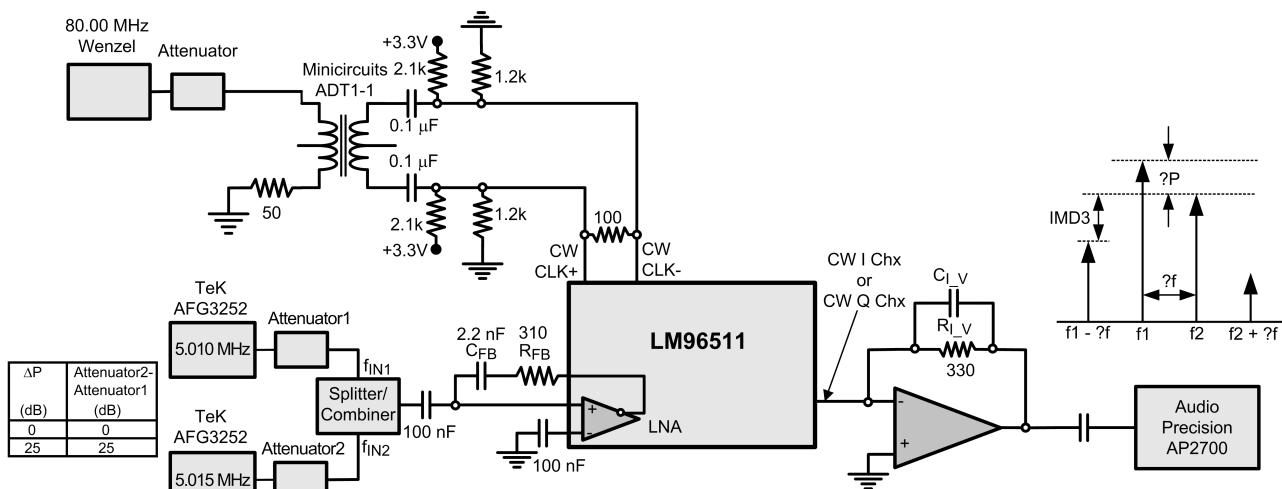 80.00 MHz
Wenzel
Attenuator
Minicircuits
ADT1-1
+3.3V
2.1k
1.2k
0.1 µF
0.1 µF
50
2.1k
1.2k
+3.3V
100
CW
CLK+
CW
CLK-
TeK
AFG3252
5.010 MHz
Attenuator1
fIN1
2.2 nF
CFB
310
RFB
LM96511
ΔP
(dB)
Attenuator2-
Attenuator1
(dB)
0 0
25 25
Splitter/
Combiner
100 nF
+
-
LNA
100 nF
TeK
AFG3252
5.015 MHz
Attenuator2
fIN2
CW I Chx
or
CW Q Chx
CI_V
RI_V
330
-
+
Audio
Precision
AP2700
?P
IMD3
?f
f1 - ?f f1 f2 f2 + ?f